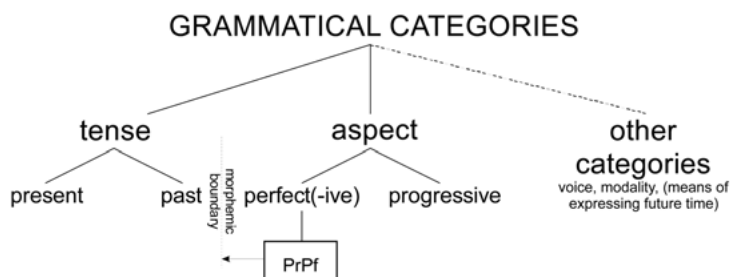 GRAMMATICAL CATEGORIES
tense
aspect
other
categories
voice, modality, (means of
expressing future time)
present
past
morphemic
boundary
perfect(-ive)
progressive
PrPf